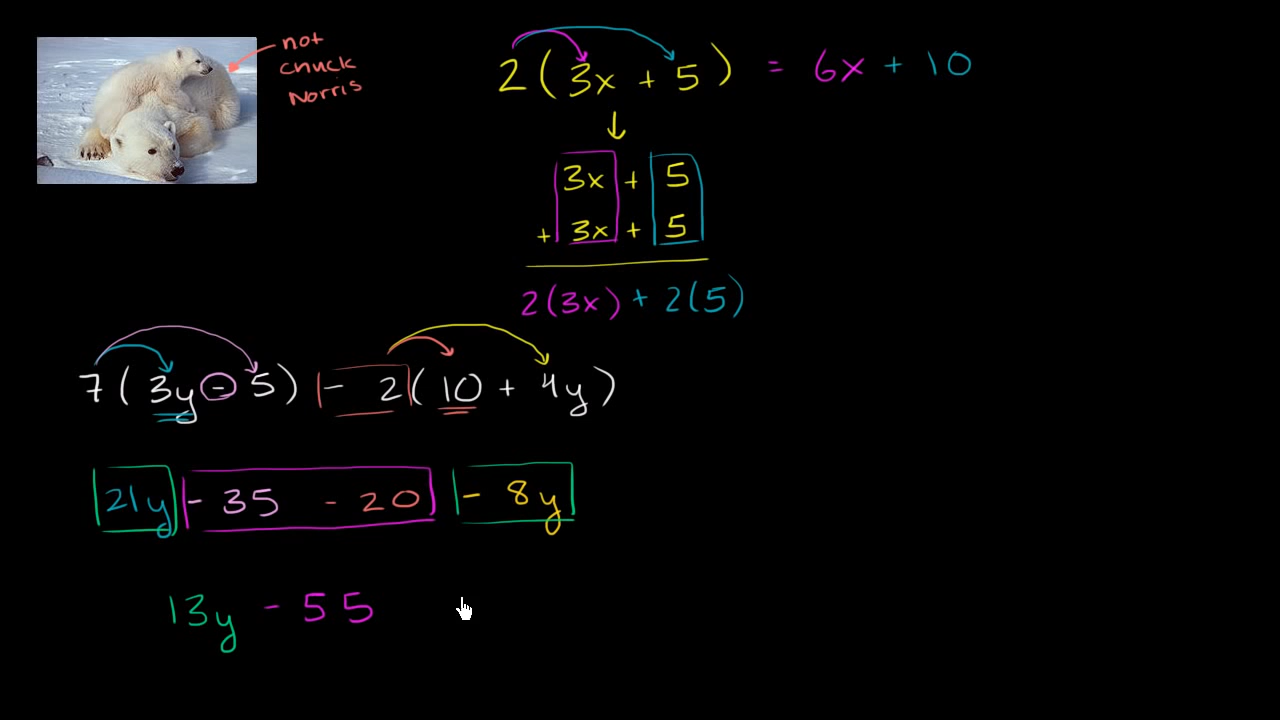 not
chuck
Norris
2(3x + 5) = 6x + 10
↓
3x + 5
+ 3x + 5
2(3x) + 2(5)
7(3y - 5) - 2(10 + 4y)
21y - 35 - 20 - 8y
13y - 55